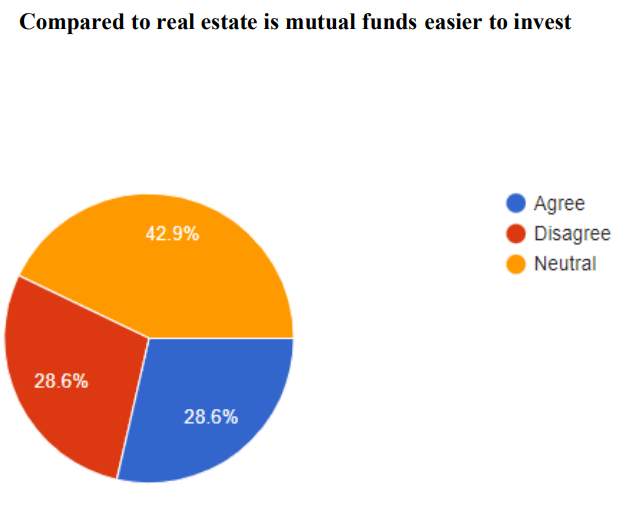 Compared to real estate is mutual funds easier to invest
42.9%
28.6%
28.6%
Agree
Disagree
Neutral